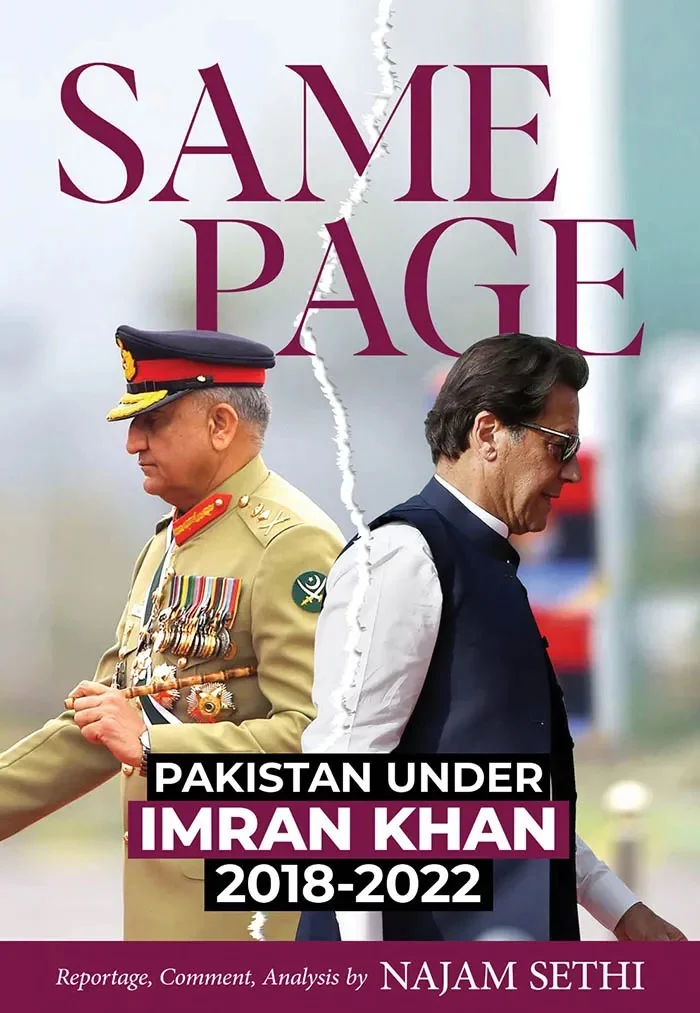 SAME
PAGE
PAKISTAN UNDER
IMRAN KHAN
2018-2022
Reportage, Comment, Analysis by NAJAM SETHI